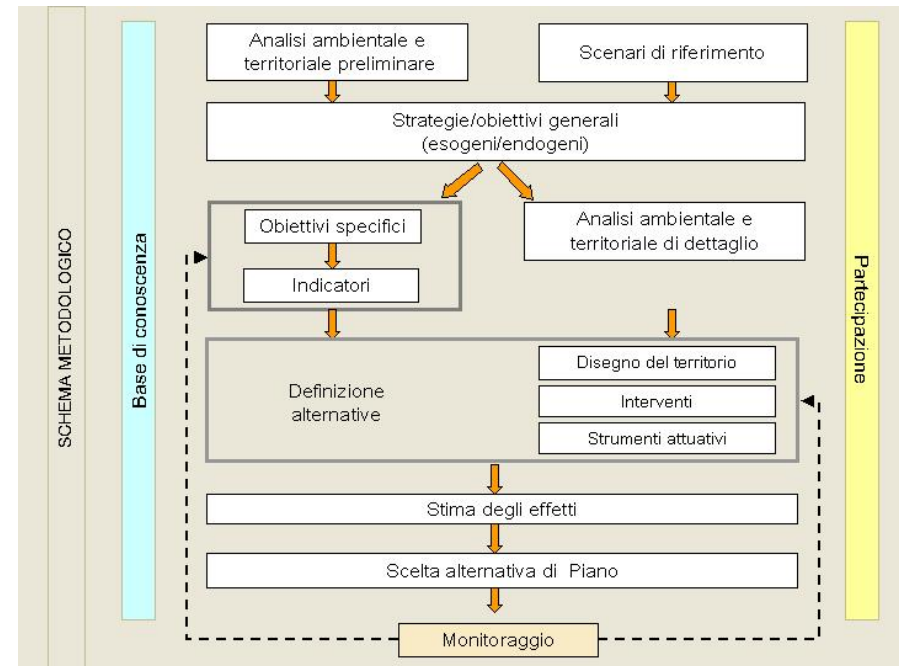 SCHEMA METODOLOGICO
Base di conoscenza
Analisi ambientale e
territoriale preliminare
Scenari di riferimento
Strategie/obiettivi generali
(esogeni/endogeni)
Obiettivi specifici
Indicatori
Analisi ambientale e
territoriale di dettaglio
Definizione
alternative
Disegno del territorio
Interventi
Strumenti attuativi
Stima degli effetti
Scelta alternativa di Piano
Monitoraggio
Partecipazione